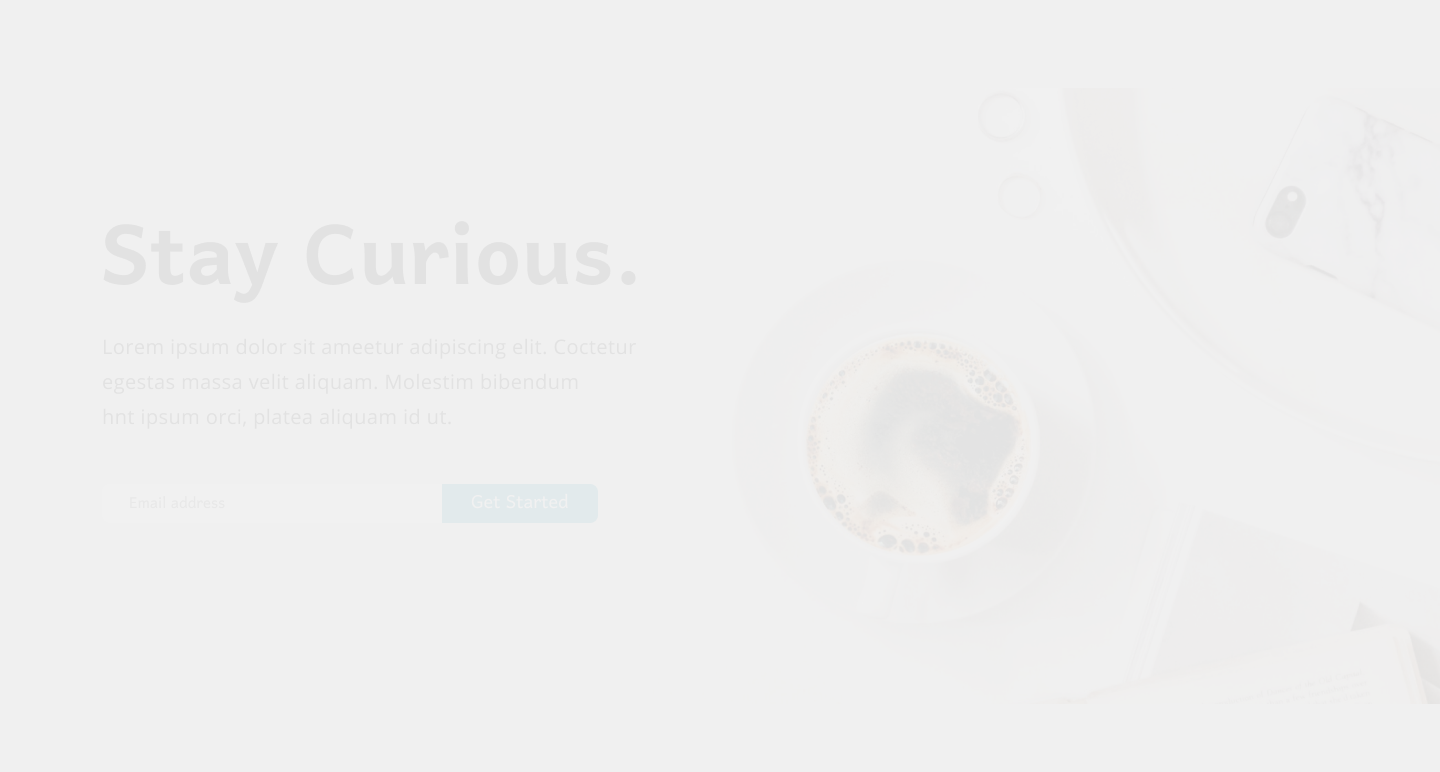 Stay Curious.
Lorem ipsum dolor sit ameetur adipiscing elit. Coctetur
egestas massa velit aliquam. Molestim bibendum
hnt ipsum orci, platea aliquam id ut.
Email address
Get Started